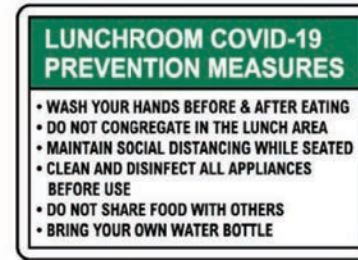 LUNCHROOM COVID-19
PREVENTION MEASURES
• WASH YOUR HANDS BEFORE & AFTER EATING
• DO NOT CONGREGATE IN THE LUNCH AREA
• MAINTAIN SOCIAL DISTANCING WHILE SEATED
• CLEAN AND DISINFECT ALL APPLIANCES
BEFORE USE
• DO NOT SHARE FOOD WITH OTHERS
• BRING YOUR OWN WATER BOTTLE